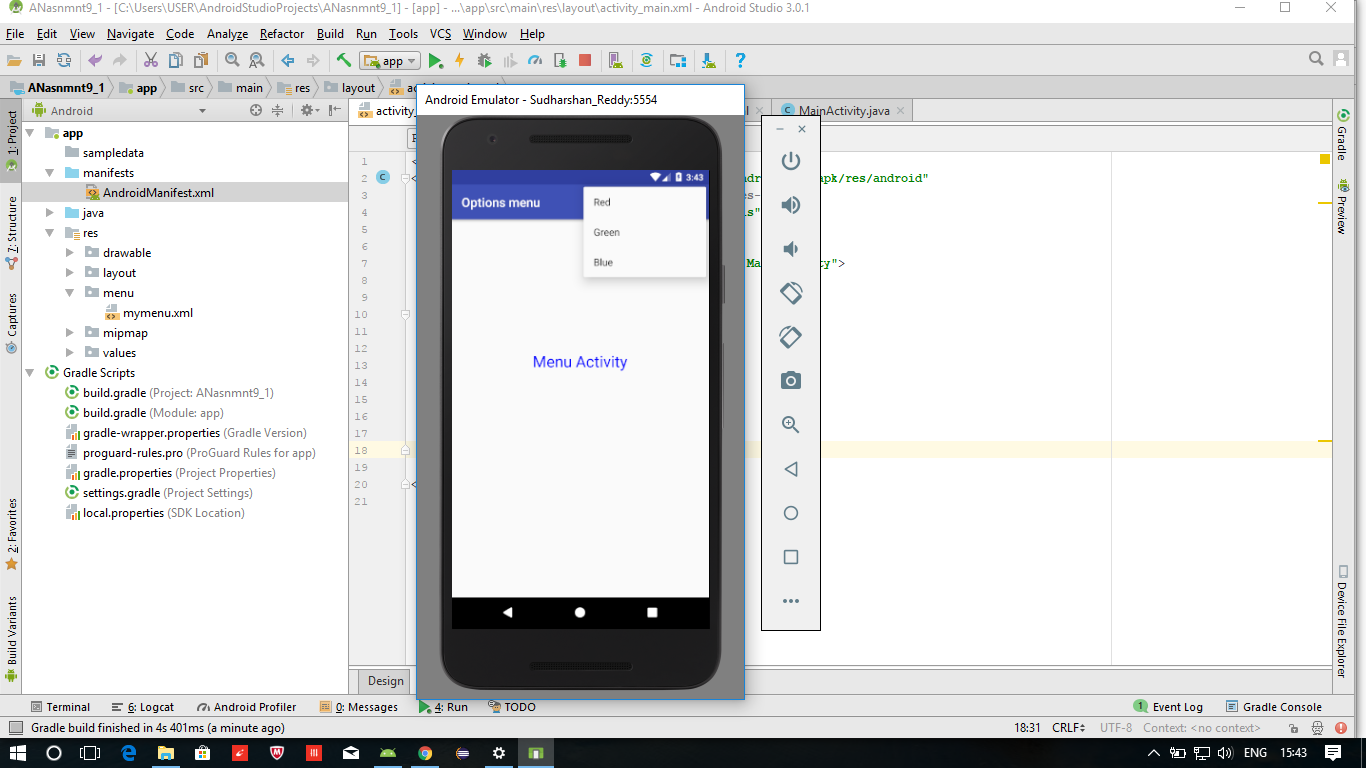 ANasnmnt9_1 - [C:\Users\USER\AndroidStudioProjects\ANasnmnt9_1] - [app] - ...\app\src\main\res\layout\activity_main.xml - Android Studio 3.0.1
File Edit View Navigate Code Analyze Refactor Build Run Tools VCS Window Help
app
ANasnmnt9_1 app src main res layout
Android Emulator - Sudharshan_Reddy:5554
Android
activity_
MainActivity.java
1: Project
7: Structure
Captures
2: Favorites
Build Variants
app
sampledata
manifests
AndroidManifest.xml
java
res
drawable
layout
menu
mymenu.xml
mipmap
values
Gradle Scripts
build.gradle (Project: ANasnmnt9_1)
build.gradle (Module: app)
gradle-wrapper.properties (Gradle Version)
proguard-rules.pro (ProGuard Rules for app)
gradle.properties (Project Properties)
settings.gradle (Project Settings)
local.properties (SDK Location)
1
2
3
4
5
6
7
8
9
10
11
12
13
14
15
16
17
18
19
20
21
3:43
Options menu
Red
Green
Blue
Menu Activity
apk/res/android"
Gradle
Preview
Device File Explorer
Design
Terminal 6: Logcat Android Profiler 0: Messages 4: Run TODO 1 Event Log Gradle Console
Gradle build finished in 4s 401ms (a minute ago) 18:31 CRLF UTF-8 Context: <no context>
ENG 15:43